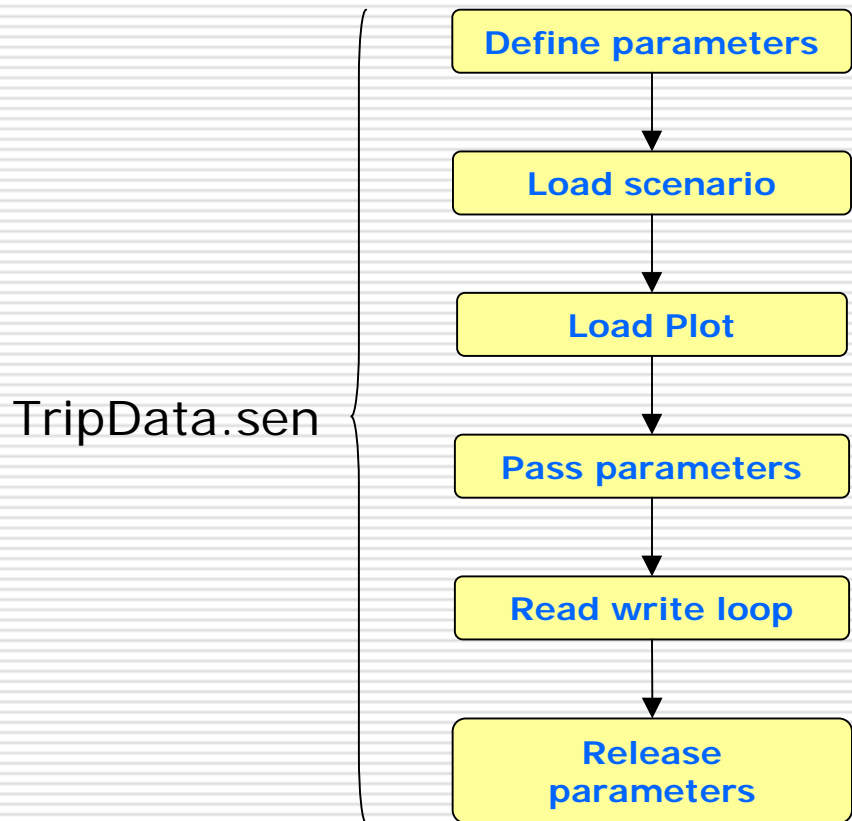 Define parameters
Load scenario
Load Plot
TripData.sen
Pass parameters
Read write loop
Release
parameters